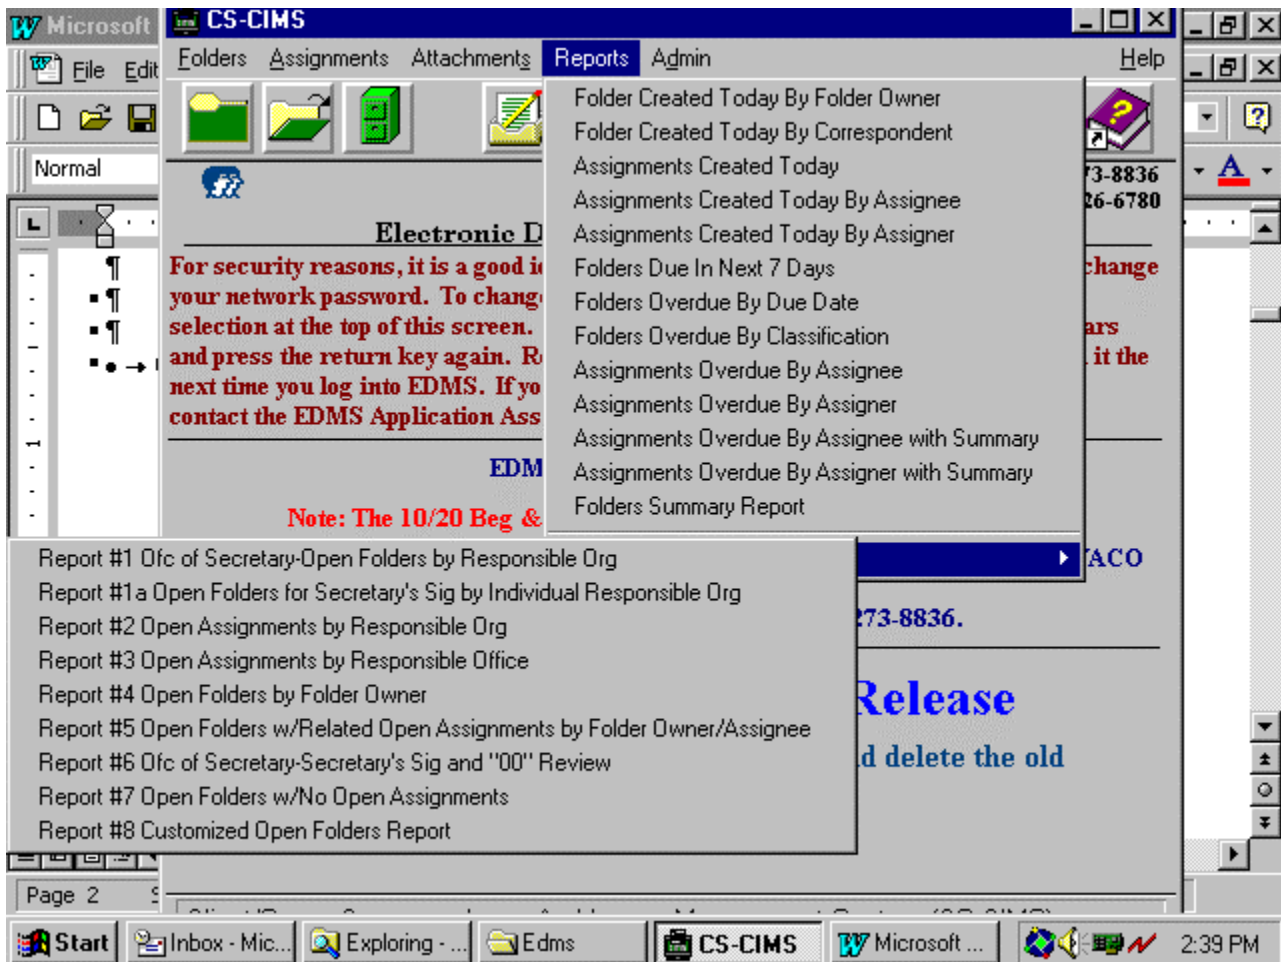 Microsoft
CS-CIMS
File Edit
Folders Assignments Attachments Reports Admin Help
Normal
Folder Created Today By Folder Owner
Folder Created Today By Correspondent
Assignments Created Today
Assignments Created Today By Assignee
Assignments Created Today By Assigner
Folders Due In Next 7 Days
Folders Overdue By Due Date
Folders Overdue By Classification
Assignments Overdue By Assignee
Assignments Overdue By Assigner
Assignments Overdue By Assignee with Summary
Assignments Overdue By Assigner with Summary
Folders Summary Report
73-8836
26-6780
Electronic D
For security reasons, it is a good change
your network password. To chang
selection at the top of this screen. ars
and press the return key again. it the
next time you log into EDMS. If yo
contact the EDMS Application Ass
EDM
Note: The 10/20 Beg &
ACO
273-8836.
Release
d delete the old
Report #1 Ofc of Secretary-Open Folders by Responsible Org
Report #1a Open Folders for Secretary's Sig by Individual Responsible Org
Report #2 Open Assignments by Responsible Org
Report #3 Open Assignments by Responsible Office
Report #4 Open Folders by Folder Owner
Report #5 Open Folders w/Related Open Assignments by Folder Owner/Assignee
Report #6 Ofc of Secretary-Secretary's Sig and "00" Review
Report #7 Open Folders w/No Open Assignments
Report #8 Customized Open Folders Report
Page 2
Start Inbox - Mic... Exploring - ... Edms CS-CIMS Microsoft ... 2:39 PM